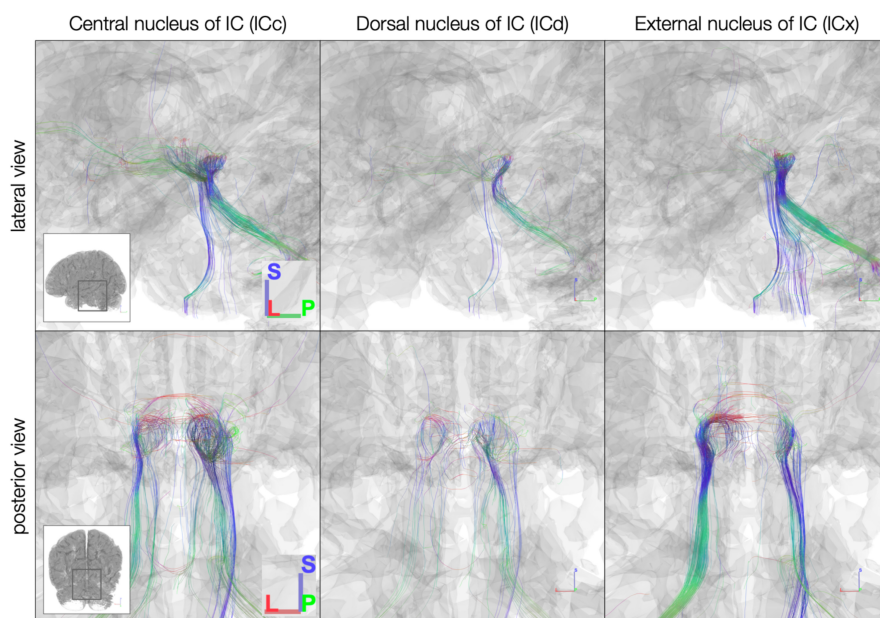 Central nucleus of IC (ICc)
Dorsal nucleus of IC (ICd)
External nucleus of IC (ICx)
lateral view
S
L
P
posterior view
S
L
P